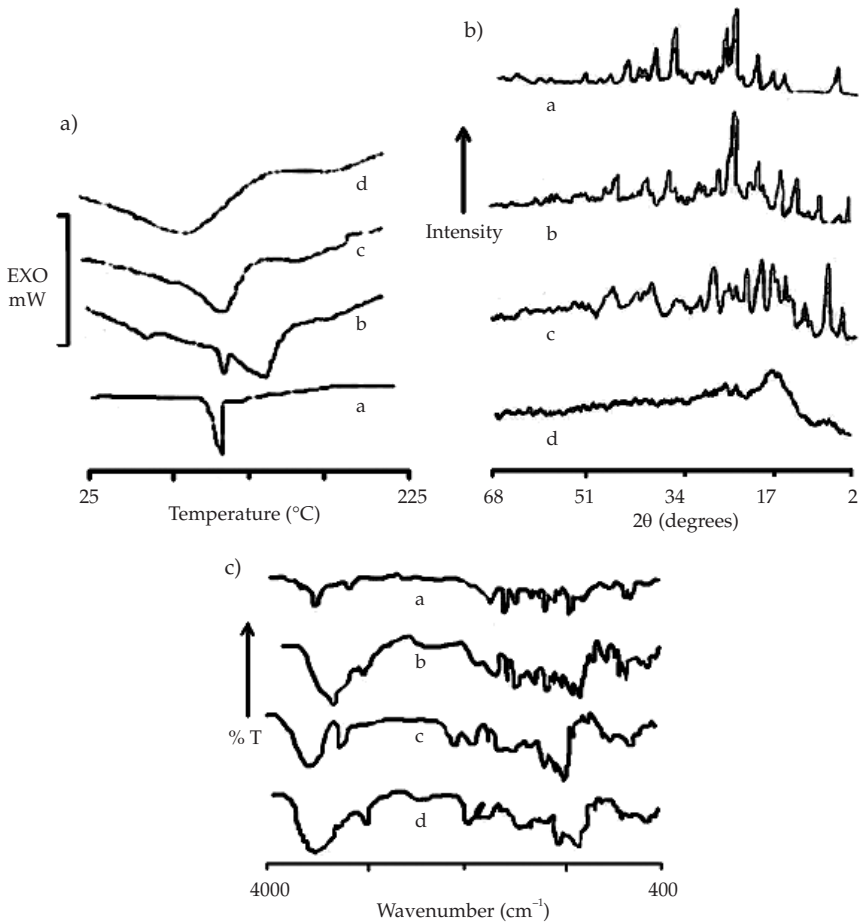 a)
d
c
b
a
EXO
mW
25
225
Temperature (°C)
b)
a
b
c
d
Intensity
68
51
34
17
2
2θ (degrees)
c)
a
b
c
d
% T
4000
400
Wavenumber (cm⁻¹)